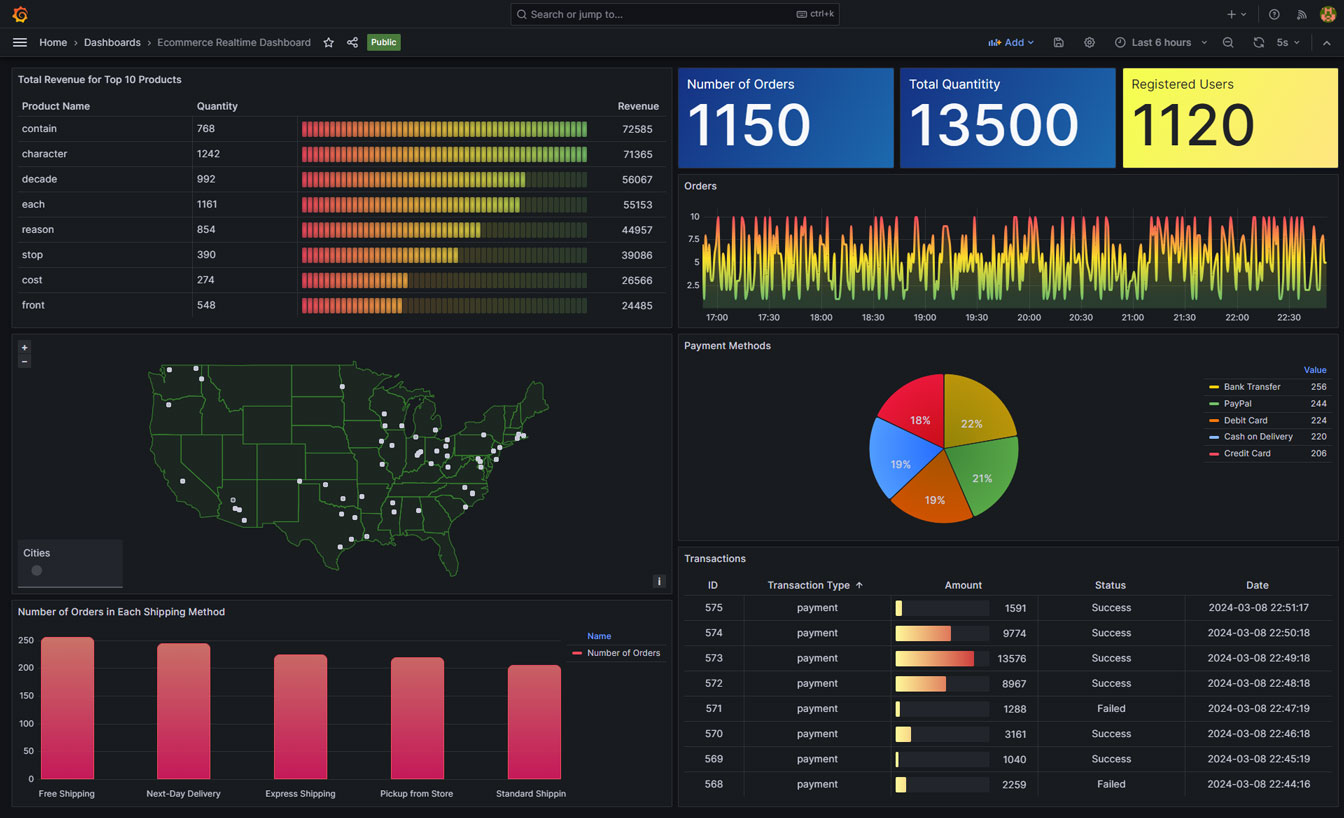 Search or jump to...
ctrl+k
Home › Dashboards › Ecommerce Realtime Dashboard
Public
Add
Last 6 hours
5s
Total Revenue for Top 10 Products
Product Name Quantity Revenue
contain 768 72585
character 1242 71365
decade 992 56067
each 1161 55153
reason 854 44957
stop 390 39086
cost 274 26566
front 548 24485
Number of Orders
1150
Total Quantitity
13500
Registered Users
1120
Orders
10
7.5
5
2.5
17:00 17:30 18:00 18:30 19:00 19:30 20:00 20:30 21:00 21:30 22:00 22:30
+
−
Cities
i
Payment Methods
22%
21%
19%
19%
18%
Value
Bank Transfer 256
PayPal 244
Debit Card 224
Cash on Delivery 220
Credit Card 206
Number of Orders in Each Shipping Method
250
200
150
100
50
0
Free Shipping Next-Day Delivery Express Shipping Pickup from Store Standard Shippin
Name
Number of Orders
Transactions
ID Transaction Type ↑ Amount Status Date
575 payment 1591 Success 2024-03-08 22:51:17
574 payment 9774 Success 2024-03-08 22:50:18
573 payment 13576 Success 2024-03-08 22:49:18
572 payment 8967 Success 2024-03-08 22:48:18
571 payment 1288 Failed 2024-03-08 22:47:19
570 payment 3161 Success 2024-03-08 22:46:18
569 payment 1040 Success 2024-03-08 22:45:19
568 payment 2259 Failed 2024-03-08 22:44:16